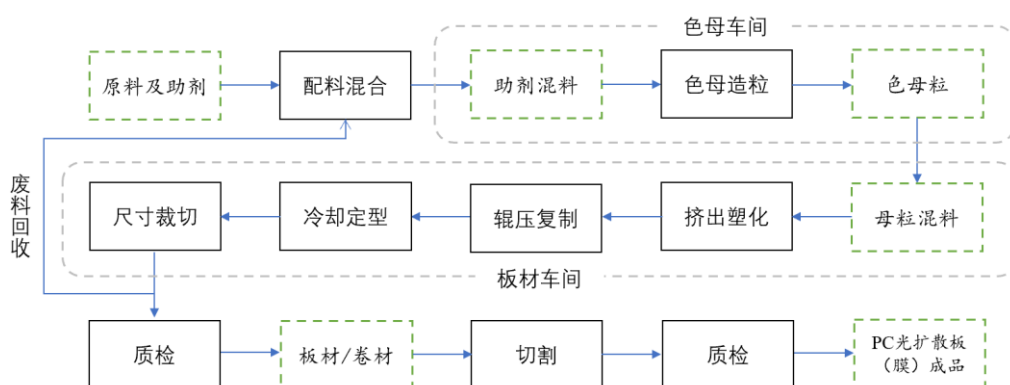 色母车间
原料及助剂
配料混合
助剂混料
色母造粒
色母粒
废料回收
尺寸裁切
冷却定型
辊压复制
挤出塑化
母粒混料
板材车间
质检
板材/卷材
切割
质检
PC光扩散板
（膜）成品